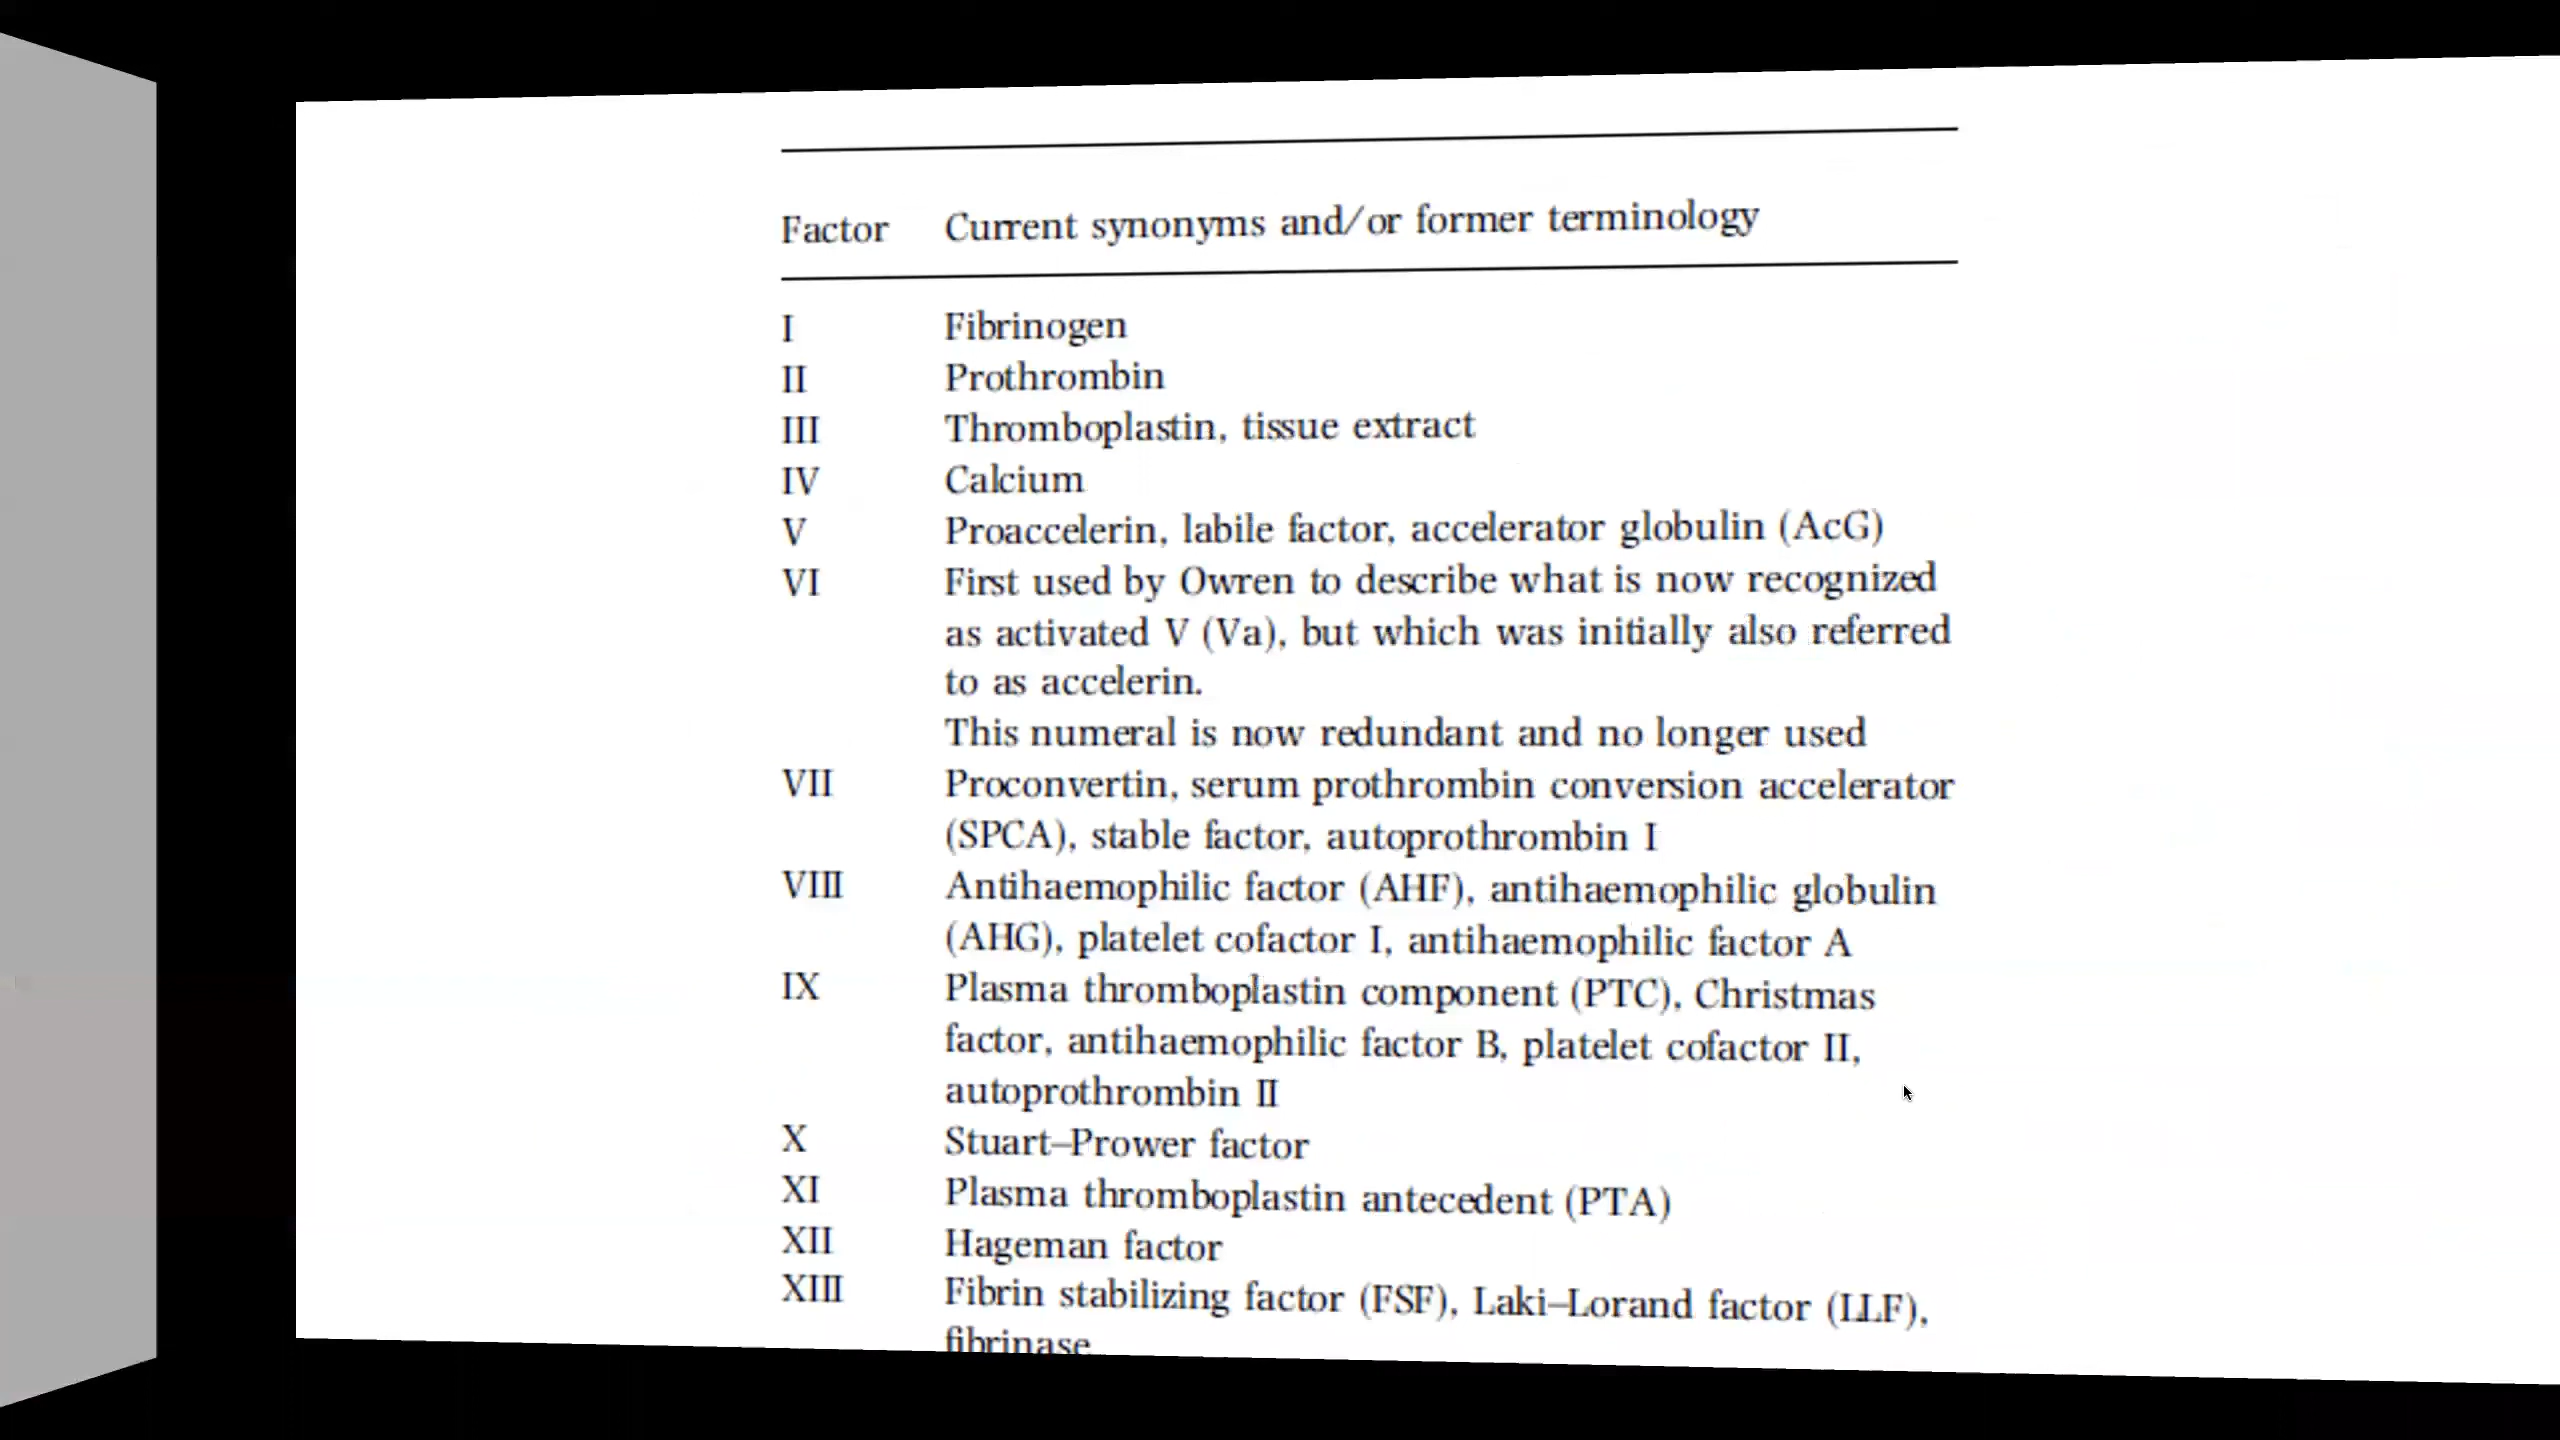 Factor Current synonyms and/or former terminology
I Fibrinogen
II Prothrombin
III Thromboplastin, tissue extract
IV Calcium
V Proaccelerin, labile factor, accelerator globulin (AcG)
VI First used by Owren to describe what is now recognized
as activated V (Va), but which was initially also referred
to as accelerin.
This numeral is now redundant and no longer used
VII Proconvertin, serum prothrombin conversion accelerator
(SPCA), stable factor, autoprothrombin I
VIII Antihaemophilic factor (AHF), antihaemophilic globulin
(AHG), platelet cofactor I, antihaemophilic factor A
IX Plasma thromboplastin component (PTC), Christmas
factor, antihaemophilic factor B, platelet cofactor II,
autoprothrombin II
X Stuart–Prower factor
XI Plasma thromboplastin antecedent (PTA)
XII Hageman factor
XIII Fibrin stabilizing factor (FSF), Laki–Lorand factor (LLF),
fibrinase